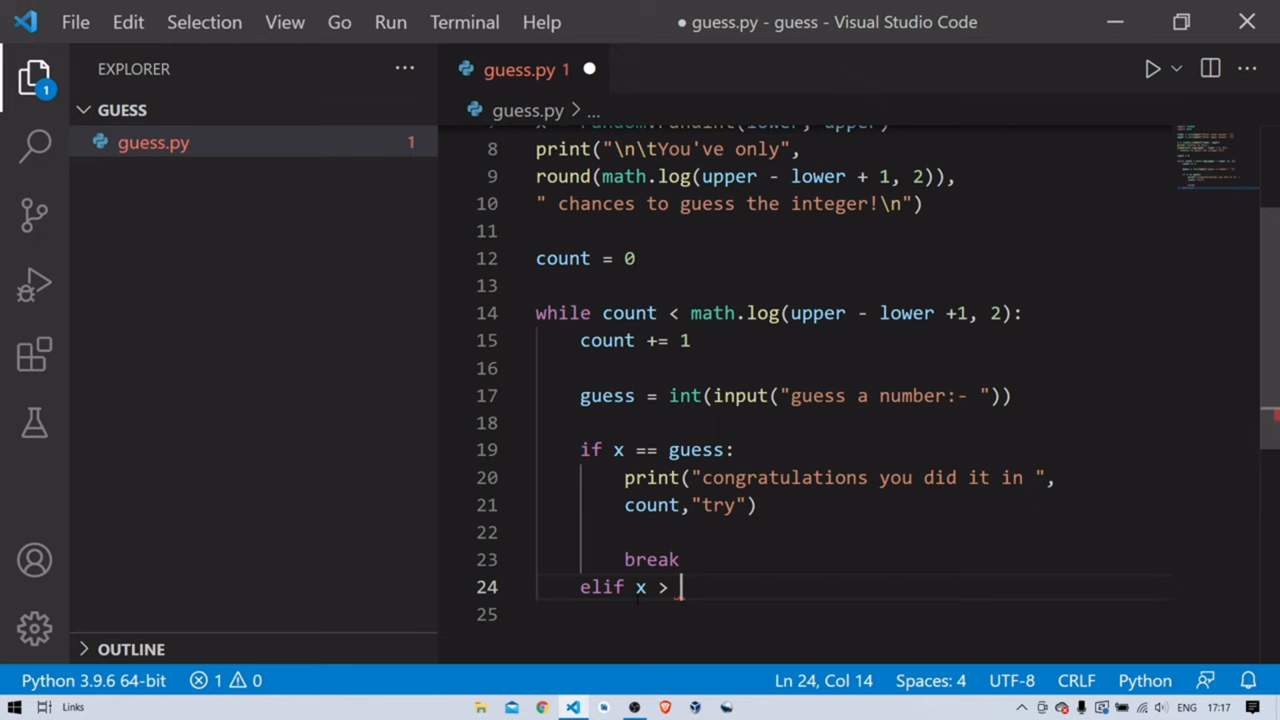 File Edit Selection View Go Run Terminal Help ● guess.py - guess - Visual Studio Code
EXPLORER ...
guess.py 1
GUESS
guess.py > ...
guess.py 1
1
8 print("\n\tYou've only",
9 round(math.log(upper - lower + 1, 2)),
10 " chances to guess the integer!\n")
11
12 count = 0
13
14 while count < math.log(upper - lower +1, 2):
15 count += 1
16
17 guess = int(input("guess a number:- "))
18
19 if x == guess:
20 print("congratulations you did it in ",
21 count,"try")
22
23 break
24 elif x >
25
OUTLINE
Python 3.9.6 64-bit 1 0 Ln 24, Col 14 Spaces: 4 UTF-8 CRLF Python
Links ENG 17:17